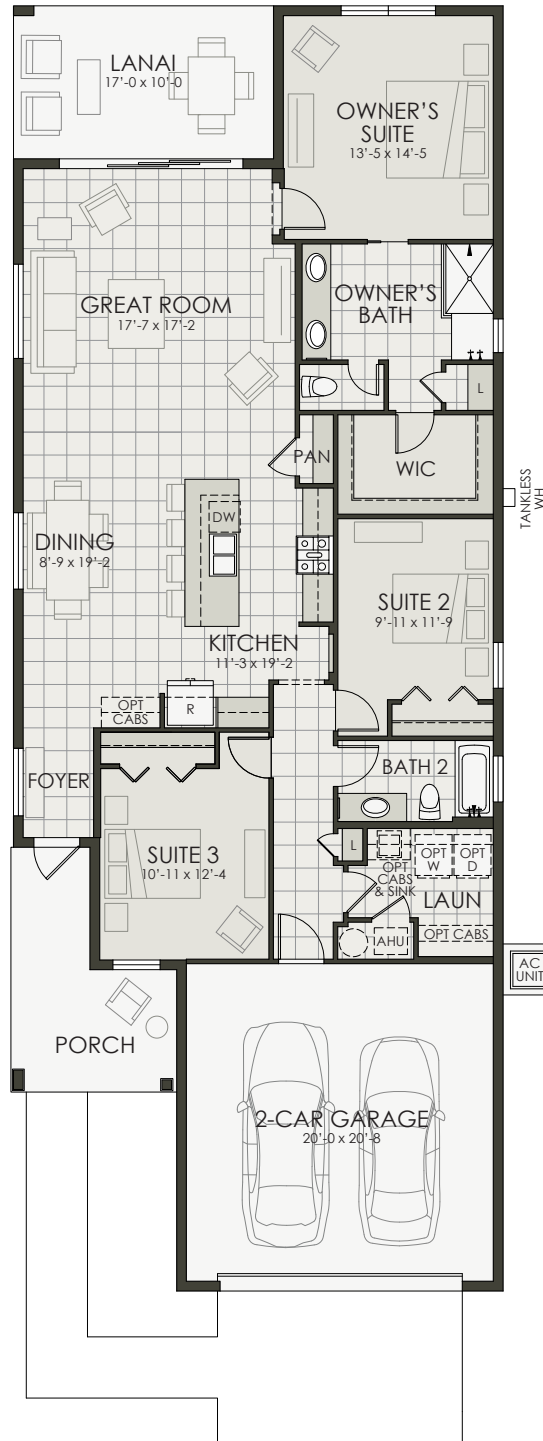 LANAI
17'-0 x 10'-0
OWNER'S
SUITE
13'-5 x 14'-5
GREAT ROOM
17'-7 x 17'-2
OWNER'S
BATH
L
PAN
WIC
TANKLESS
WH
DW
DINING
8'-9 x 19'-2
SUITE 2
9'-11 x 11'-9
KITCHEN
11'-3 x 19'-2
OPT
CABS
R
FOYER
BATH 2
SUITE 3
10'-11 x 12'-4
L
OPT
CABS
& SINK
OPT
W
OPT
D
LAUN
OPT CABS
AHU
AC
UNIT
PORCH
2-CAR GARAGE
20'-0 x 20'-8